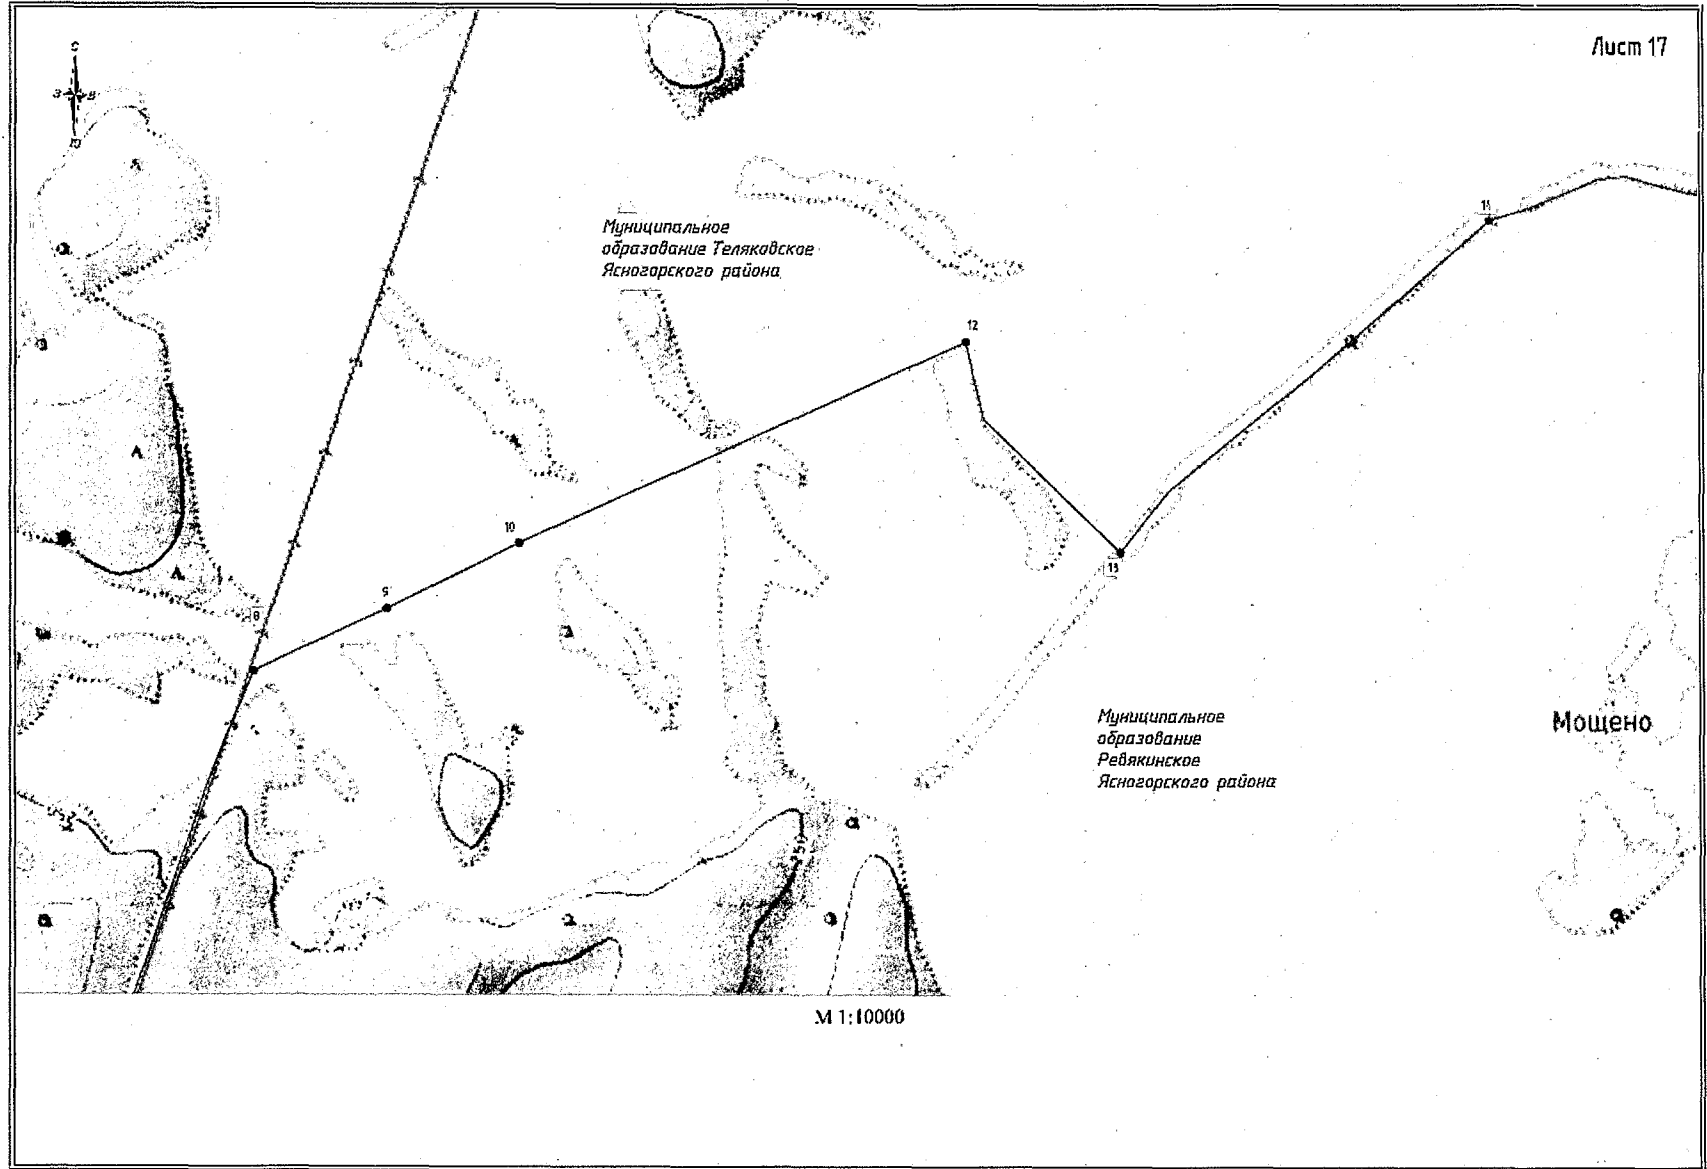 Лист 17
С
З В
Ю
Муниципальное
образование Теляковское
Ясногорского района
12
10
9
8
13
Муниципальное
образование
Ревякинское
Ясногорского района
Мощено
М 1:10000